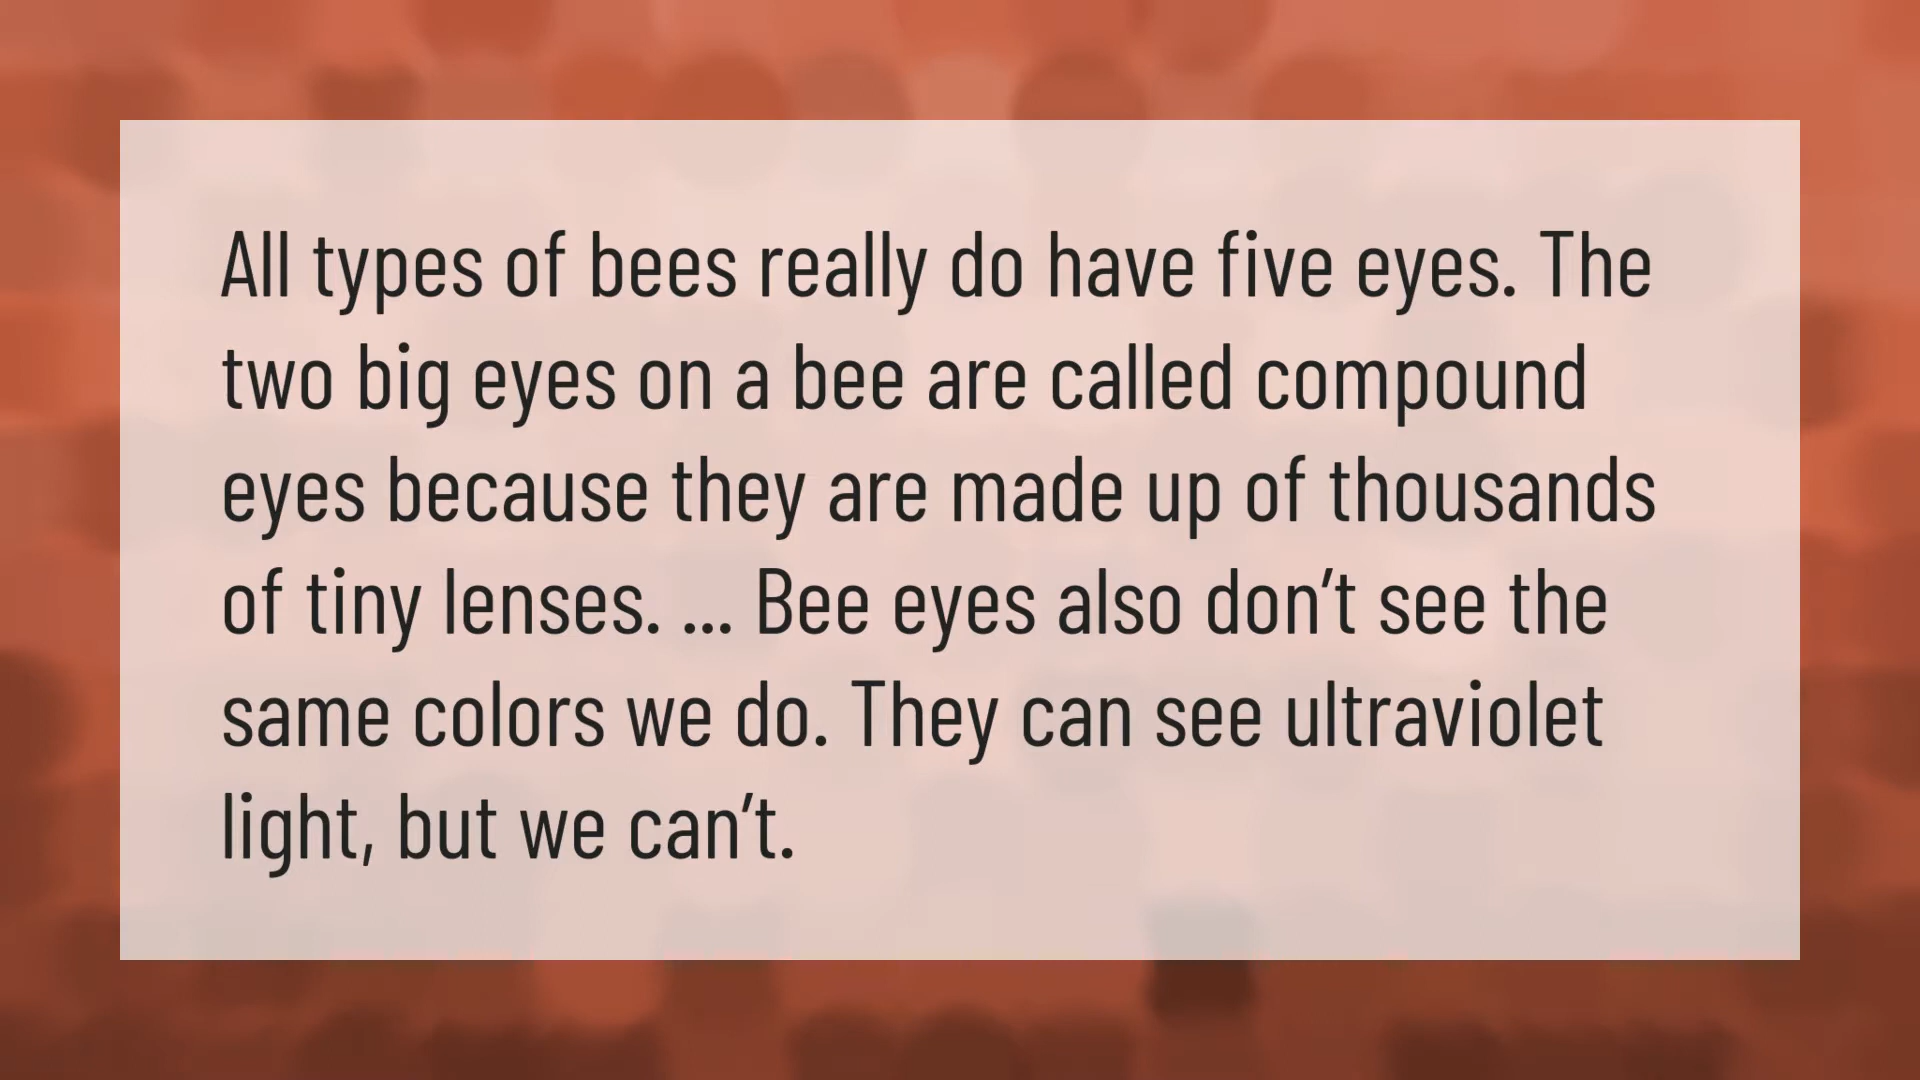 All types of bees really do have five eyes. The
two big eyes on a bee are called compound
eyes because they are made up of thousands
of tiny lenses. ... Bee eyes also don’t see the
same colors we do. They can see ultraviolet
light, but we can’t.